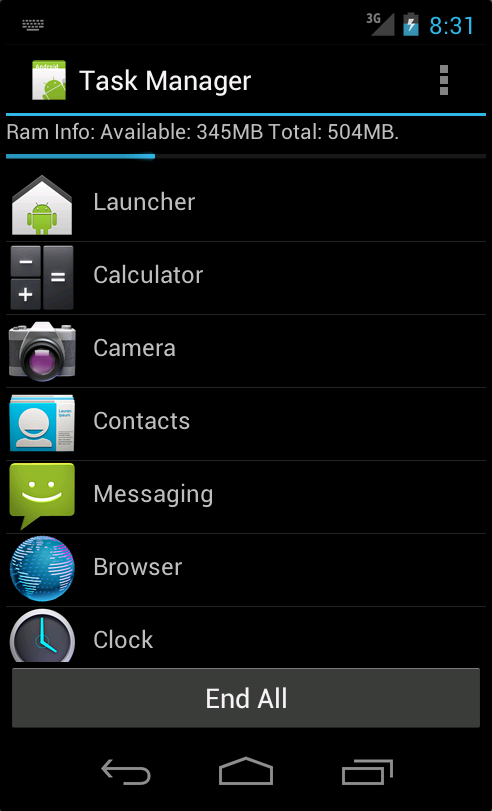 3G 8:31
Android
Task Manager
Ram Info: Available: 345MB Total: 504MB.
Launcher
Calculator
Camera
Contacts
Messaging
Browser
Clock
End All